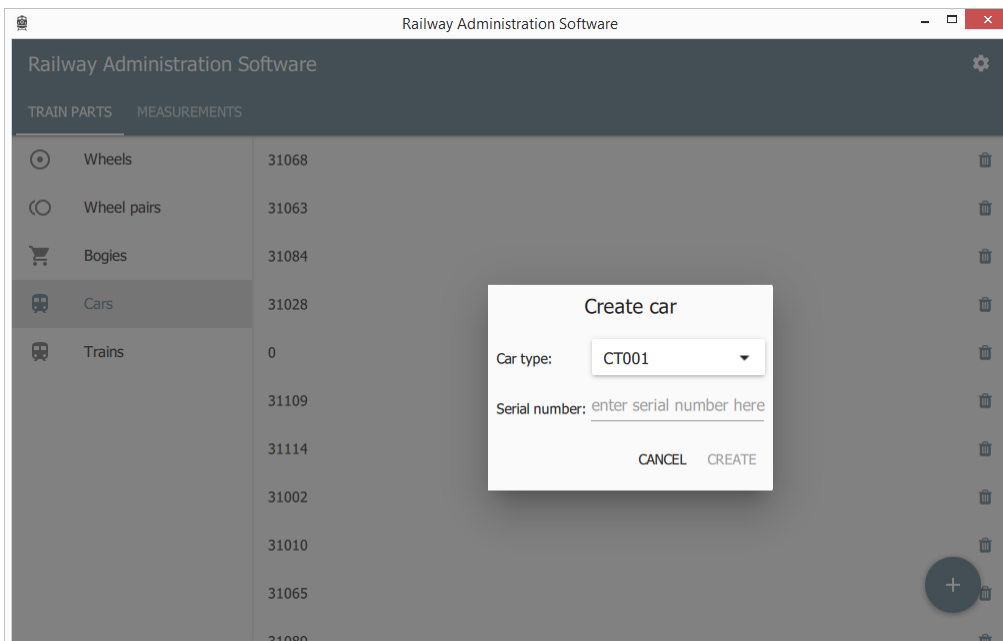 Railway Administration Software
Railway Administration Software
TRAIN PARTS MEASUREMENTS
Wheels
Wheel pairs
Bogies
Cars
Trains
31068
31063
31084
31028
0
31109
31114
31002
31010
31065
31080
Create car
Car type: CT001
Serial number: enter serial number here
CANCEL CREATE